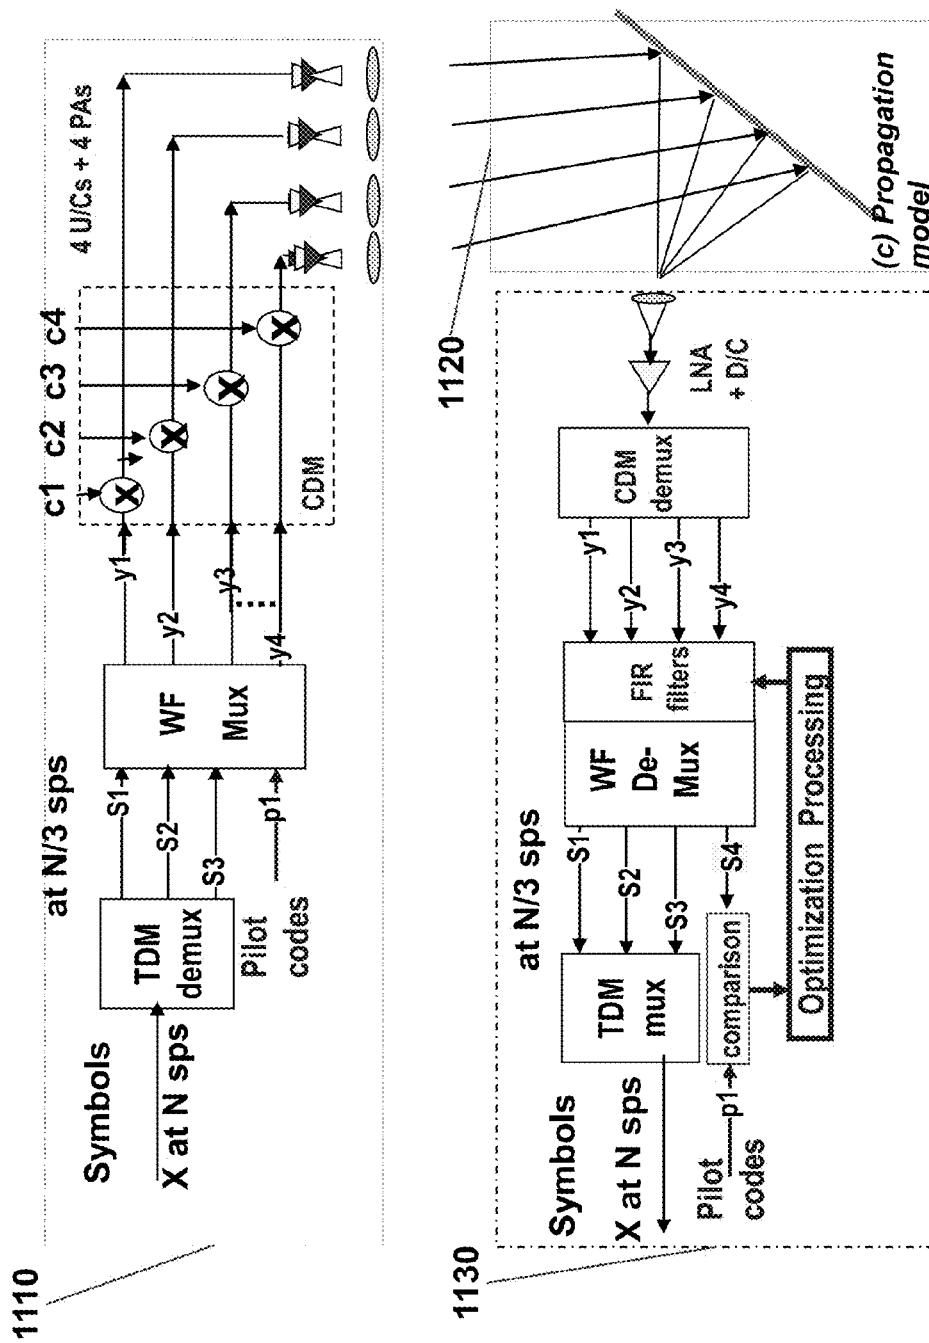 1110
Symbols
X at N sps
TDM
demux
at N/3 sps
S1
S2
S3
Pilot
codes
p1
WF
Mux
y1
y2
y3
y4
c1
c2
c3
c4
X
X
X
X
CDM
4 U/Cs + 4 PAs
1120
(c) Propagation
model
1130
Symbols
X at N sps
TDM
mux
at N/3 sps
S1
S2
S3
S4
Pilot
codes
p1
comparison
Optimization Processing
WF
De-
Mux
FIR
filters
y1
y2
y3
y4
CDM
demux
LNA
+ D/C